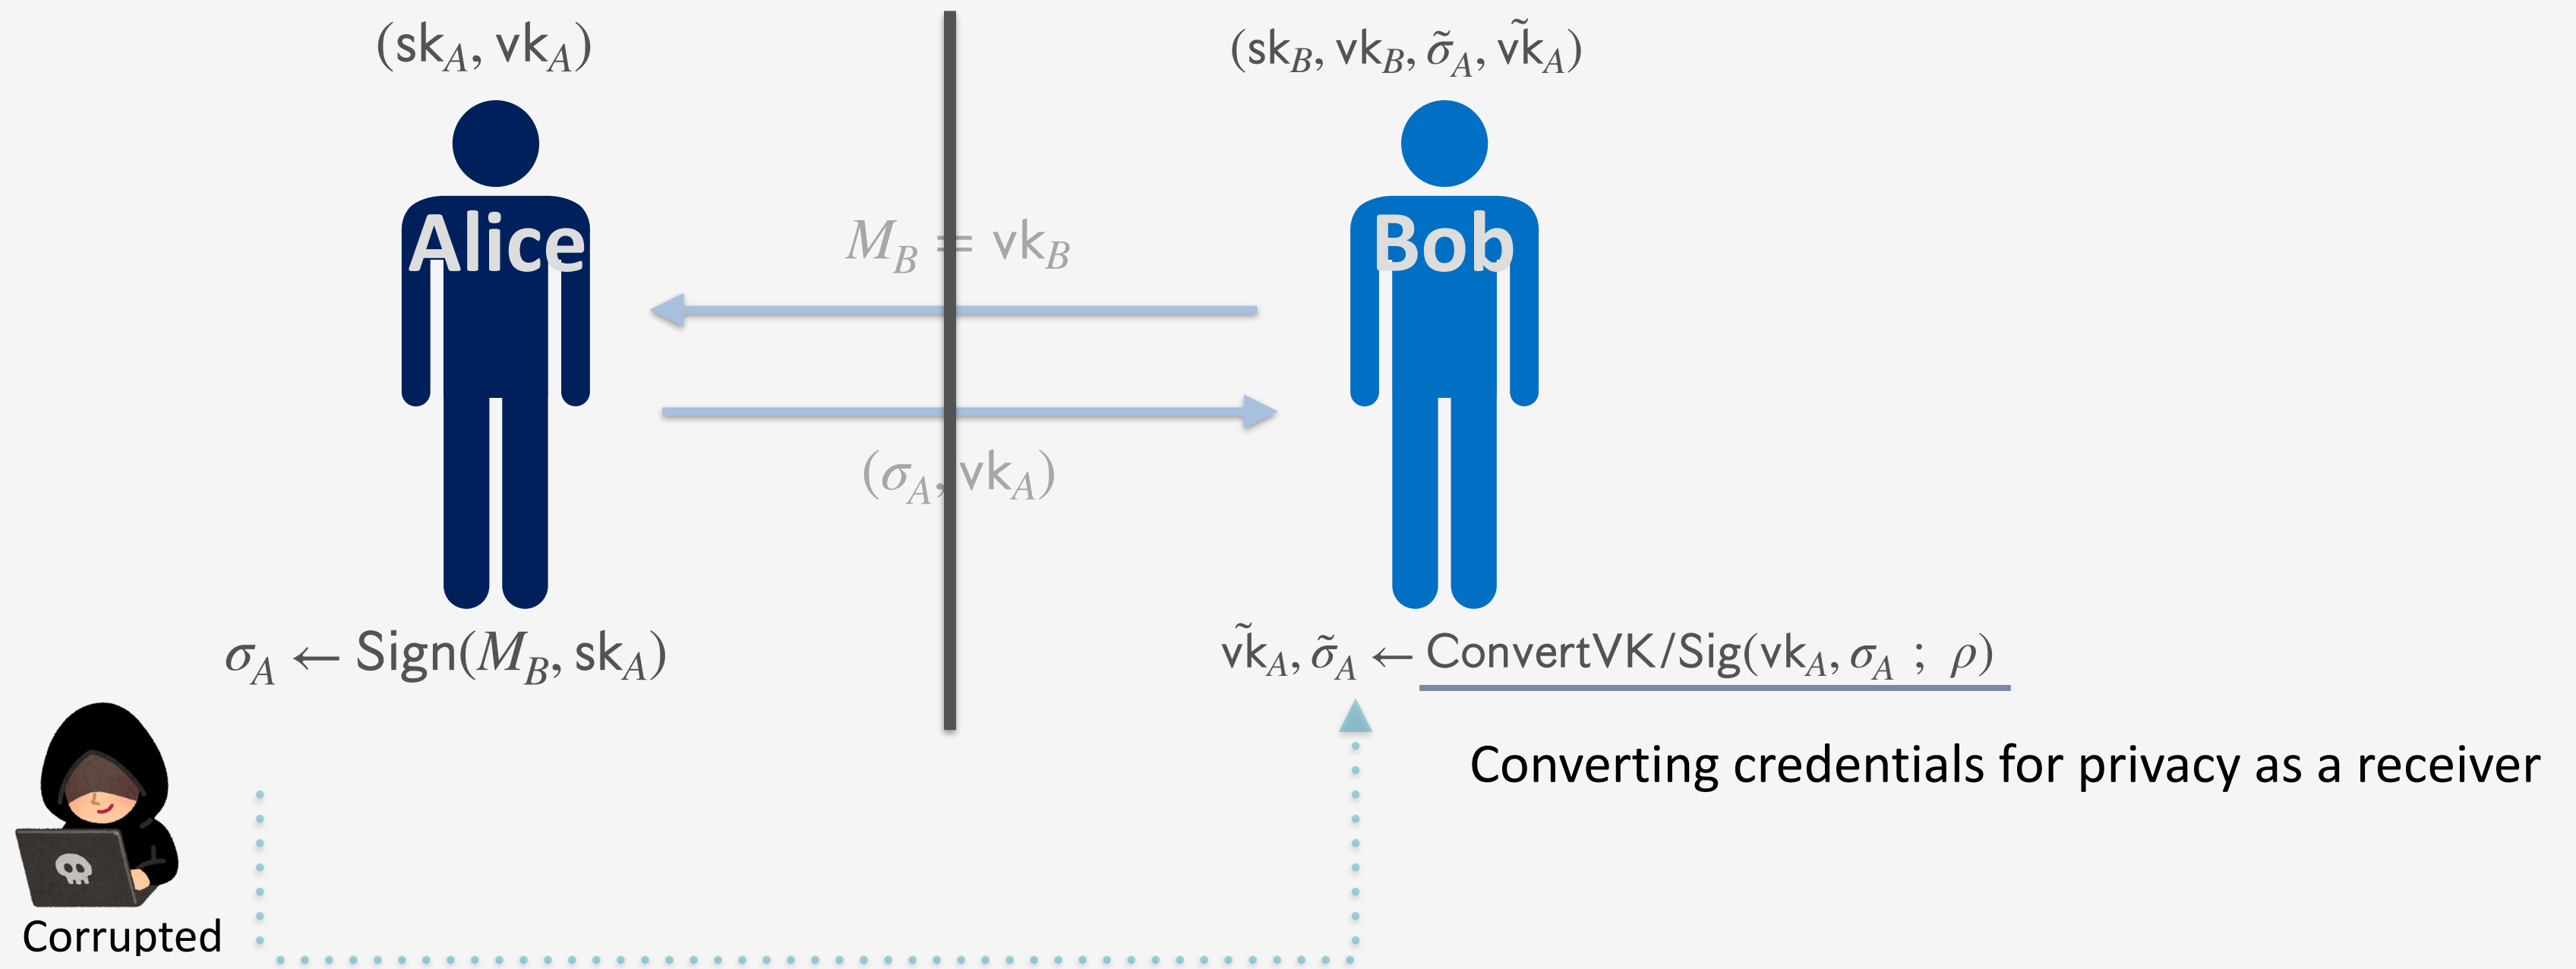 (sk_A, vk_A)
(sk_B, vk_B, σ̃_A, ṽk_A)
Alice
Bob
M_B = vk_B
(σ_A, vk_A)
σ_A ← Sign(M_B, sk_A)
ṽk_A, σ̃_A ← ConvertVK/Sig(vk_A, σ_A ; ρ)
Converting credentials for privacy as a receiver
Corrupted